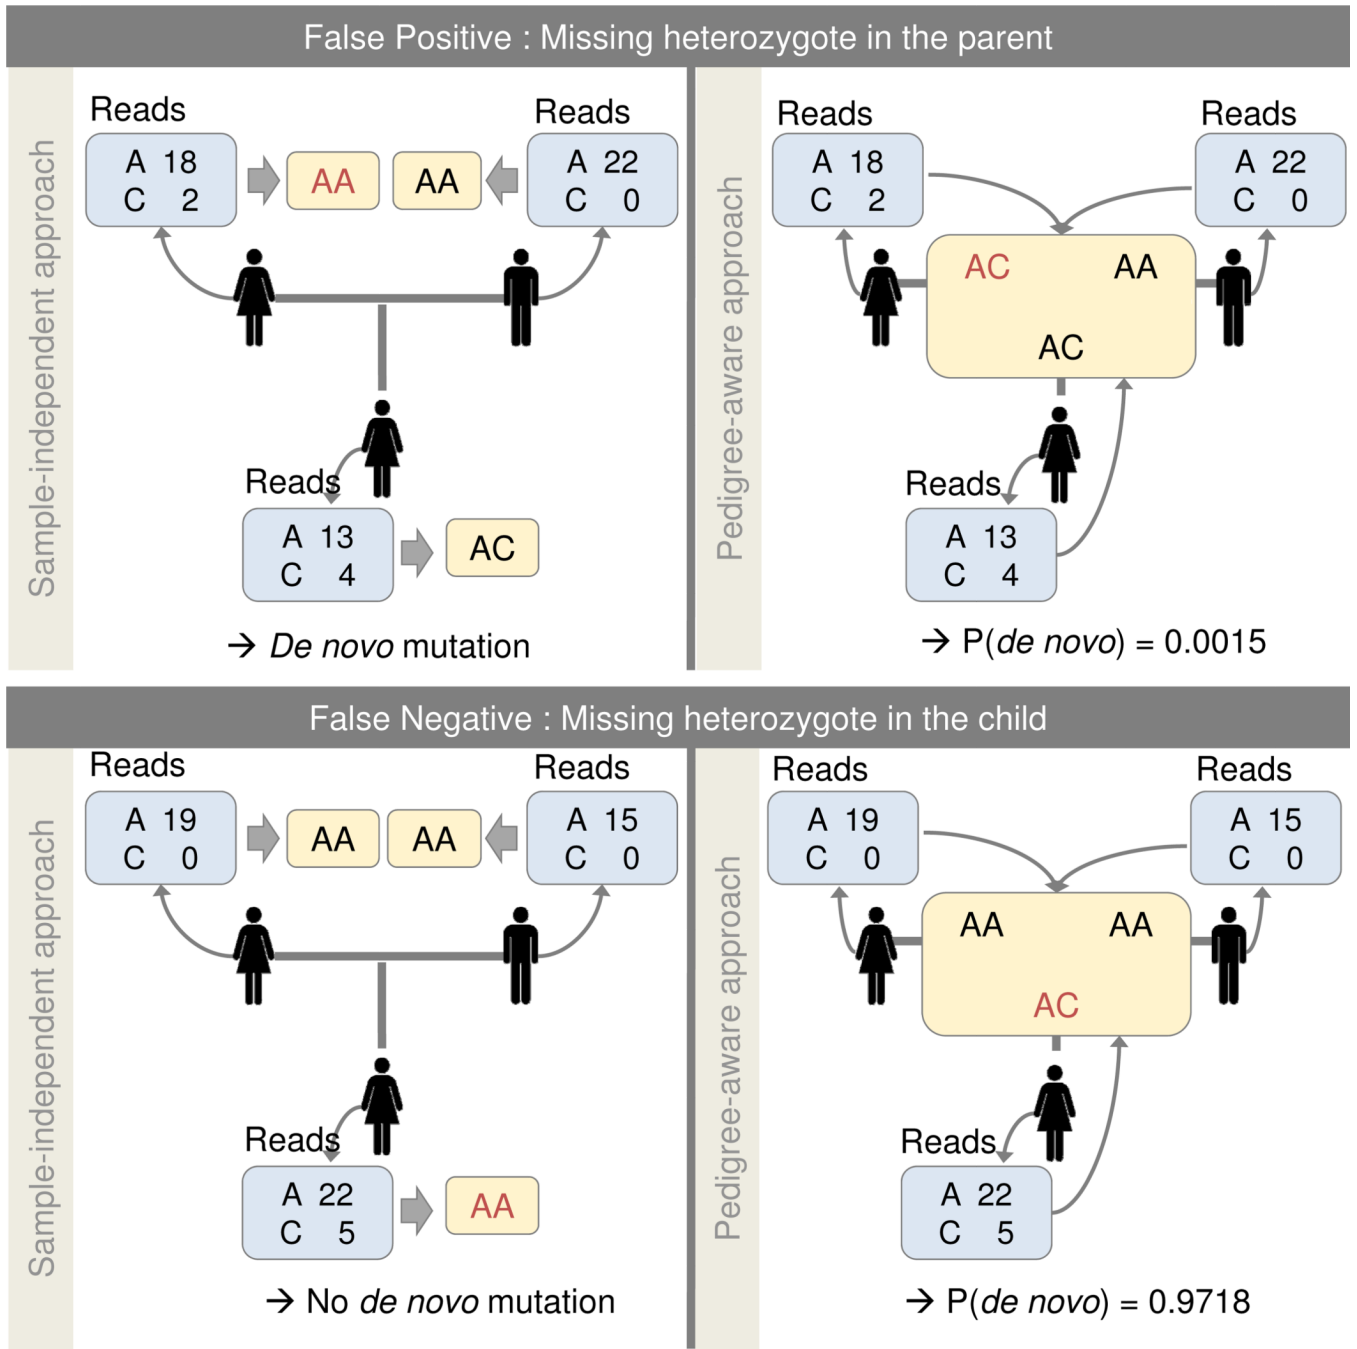 False Positive : Missing heterozygote in the parent
Sample-independent approach
Reads
A 18
C 2
AA
AA
Reads
A 22
C 0
Reads
A 13
C 4
AC
→ De novo mutation
Pedigree-aware approach
Reads
A 18
C 2
Reads
A 22
C 0
AC
AA
AC
Reads
A 13
C 4
→ P(de novo) = 0.0015
False Negative : Missing heterozygote in the child
Sample-independent approach
Reads
A 19
C 0
AA
AA
Reads
A 15
C 0
Reads
A 22
C 5
AA
→ No de novo mutation
Pedigree-aware approach
Reads
A 19
C 0
Reads
A 15
C 0
AA
AA
AC
Reads
A 22
C 5
→ P(de novo) = 0.9718